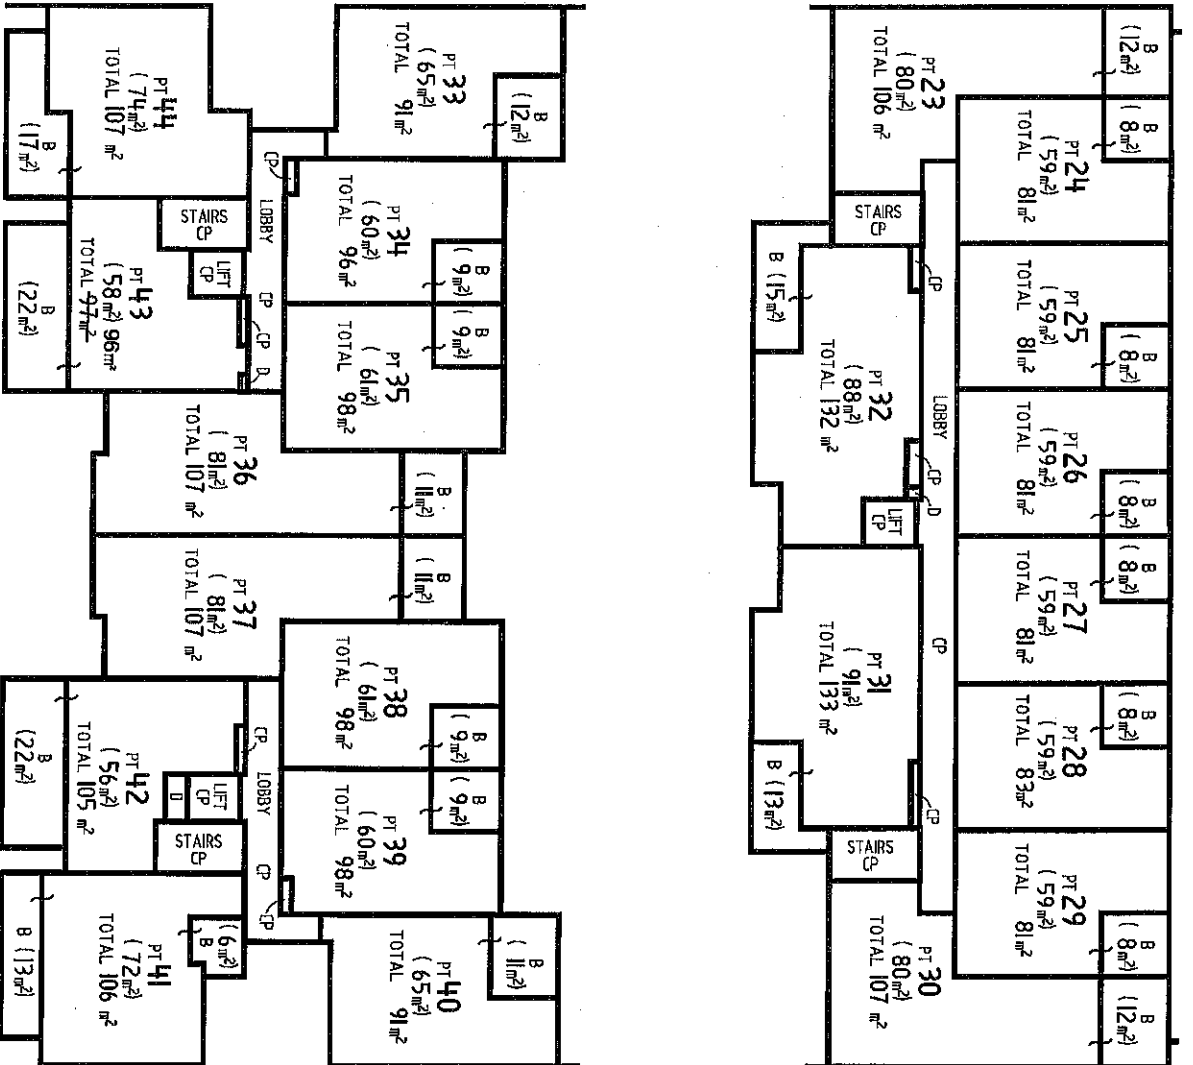 PT 44
(74m²)
TOTAL 107 m²
B
(17m²)
PT 33
(65m²)
TOTAL 91m²
B
(12m²)
CP
LOBBY
STAIRS
CP
LIFT
CP
CP
CP
D
PT 43
(58m²) 96m²
TOTAL 97m²
B
(22m²)
PT 34
(60m²)
TOTAL 96m²
B
(9m²)
PT 35
(61m²)
TOTAL 98m²
B
(9m²)
PT 36
(81m²)
TOTAL 107 m²
B
(11m²)
PT 37
(81m²)
TOTAL 107 m²
B
(11m²)
PT 38
(61m²)
TOTAL 98m²
B
(9m²)
PT 39
(60m²)
TOTAL 98m²
B
(9m²)
CP
LOBBY
LIFT
CP
D
STAIRS
CP
CP
CP
PT 42
(56m²)
TOTAL 105 m²
B
(22m²)
PT 41
(72m²)
TOTAL 106 m²
B
(6m²)
B (13m²)
PT 40
(65m²)
TOTAL 91m²
B
(11m²)
PT 23
(80m²)
TOTAL 106 m²
B
(12m²)
PT 24
(59m²)
TOTAL 81m²
B
(8m²)
PT 25
(59m²)
TOTAL 81m²
B
(8m²)
PT 26
(59m²)
TOTAL 81m²
B
(8m²)
PT 27
(59m²)
TOTAL 81m²
B
(8m²)
PT 28
(59m²)
TOTAL 83m²
B
(8m²)
PT 29
(59m²)
TOTAL 81m²
B
(8m²)
PT 30
(80m²)
TOTAL 107 m²
B
(12m²)
STAIRS
CP
CP
LOBBY
CP
D
LIFT
CP
CP
CP
STAIRS
CP
B (15m²)
PT 32
(88m²)
TOTAL 132 m²
PT 31
(91m²)
TOTAL 133 m²
B (13m²)